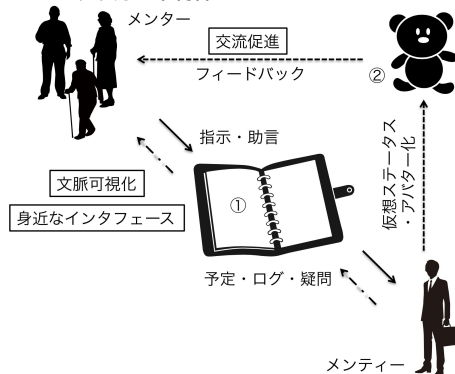 メンター
交流促進
フィードバック
②
指示・助言
仮想ステータス
・アバター化
文脈可視化
身近なインタフェース
①
予定・ログ・疑問
メンティー